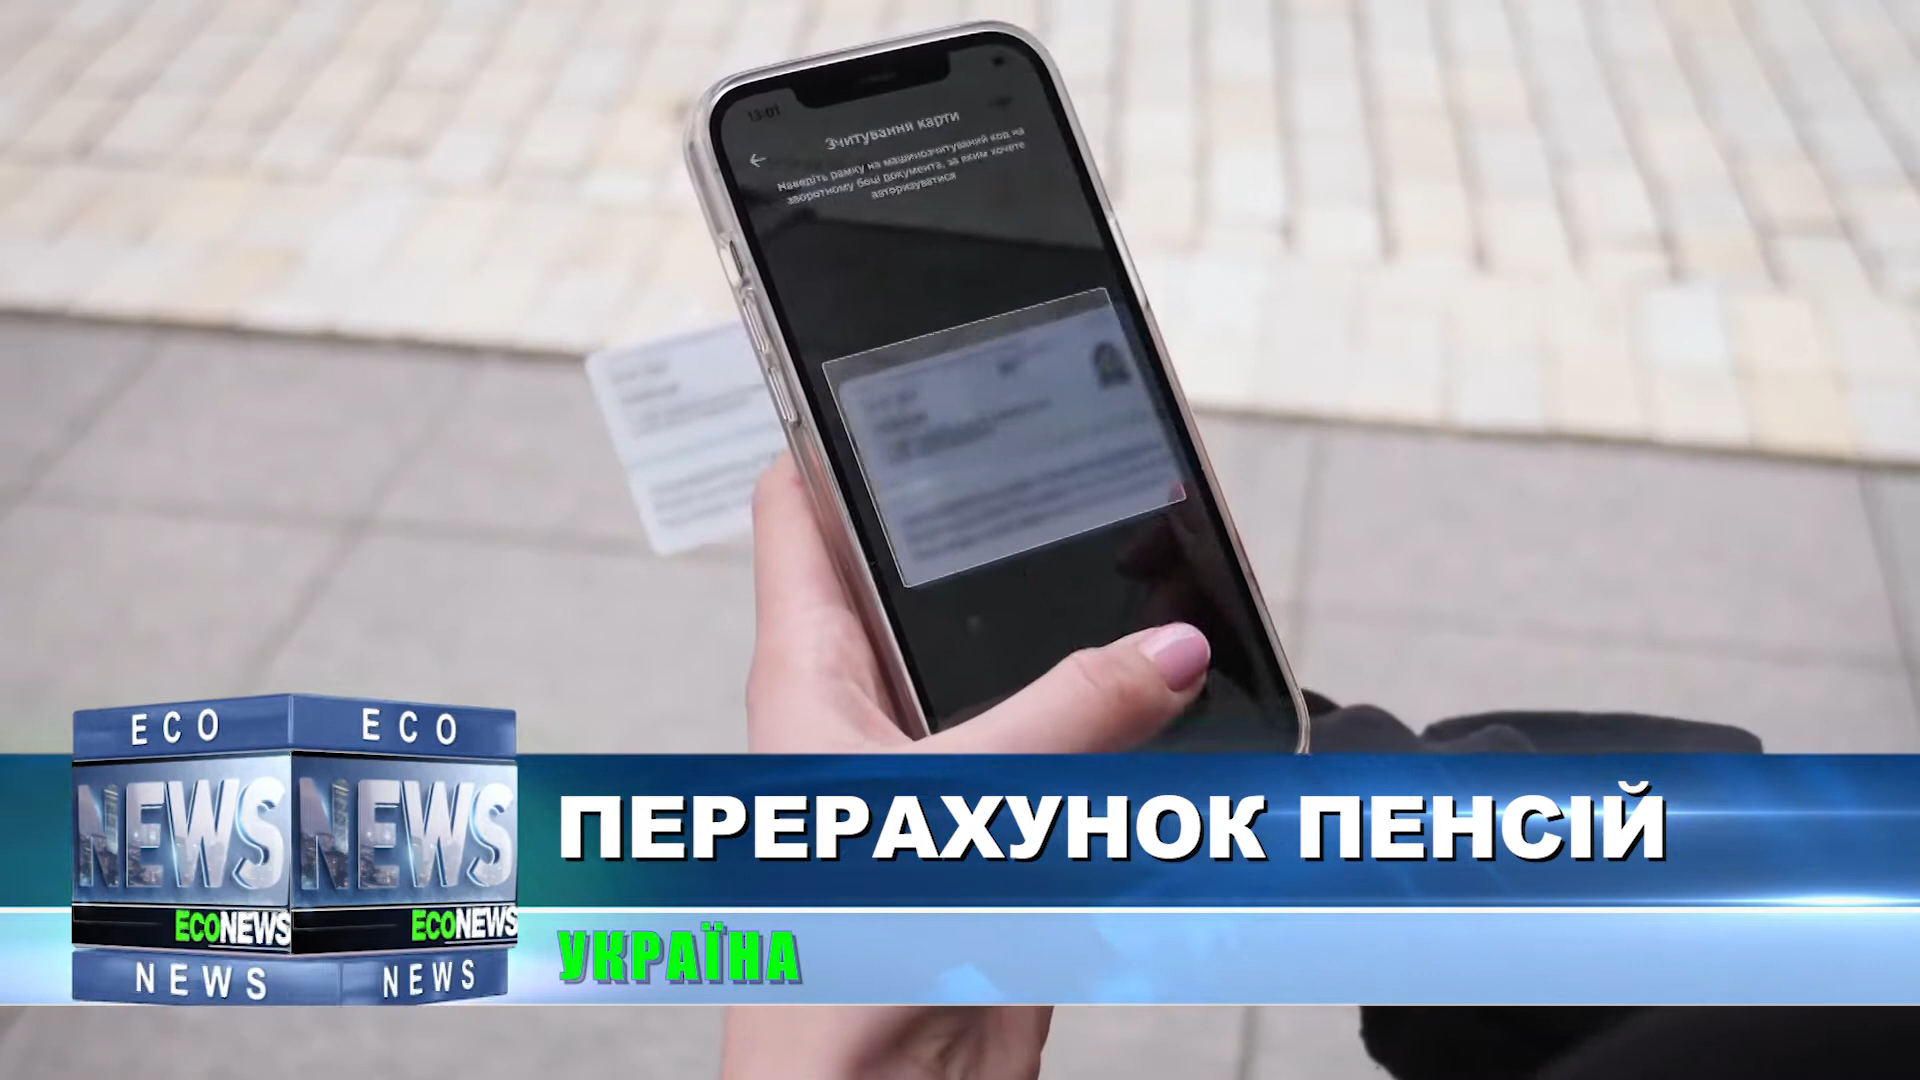 13:01
Зчитування карти
Наведіть рамку на машинозчитуваний код на
зворотному боці документа, за яким хочете
авторизуватися
ECO
ECO
NEWS
NEWS
ECONEWS
ECONEWS
NEWS
NEWS
ПЕРЕРАХУНОК ПЕНСІЙ
УКРАЇНА